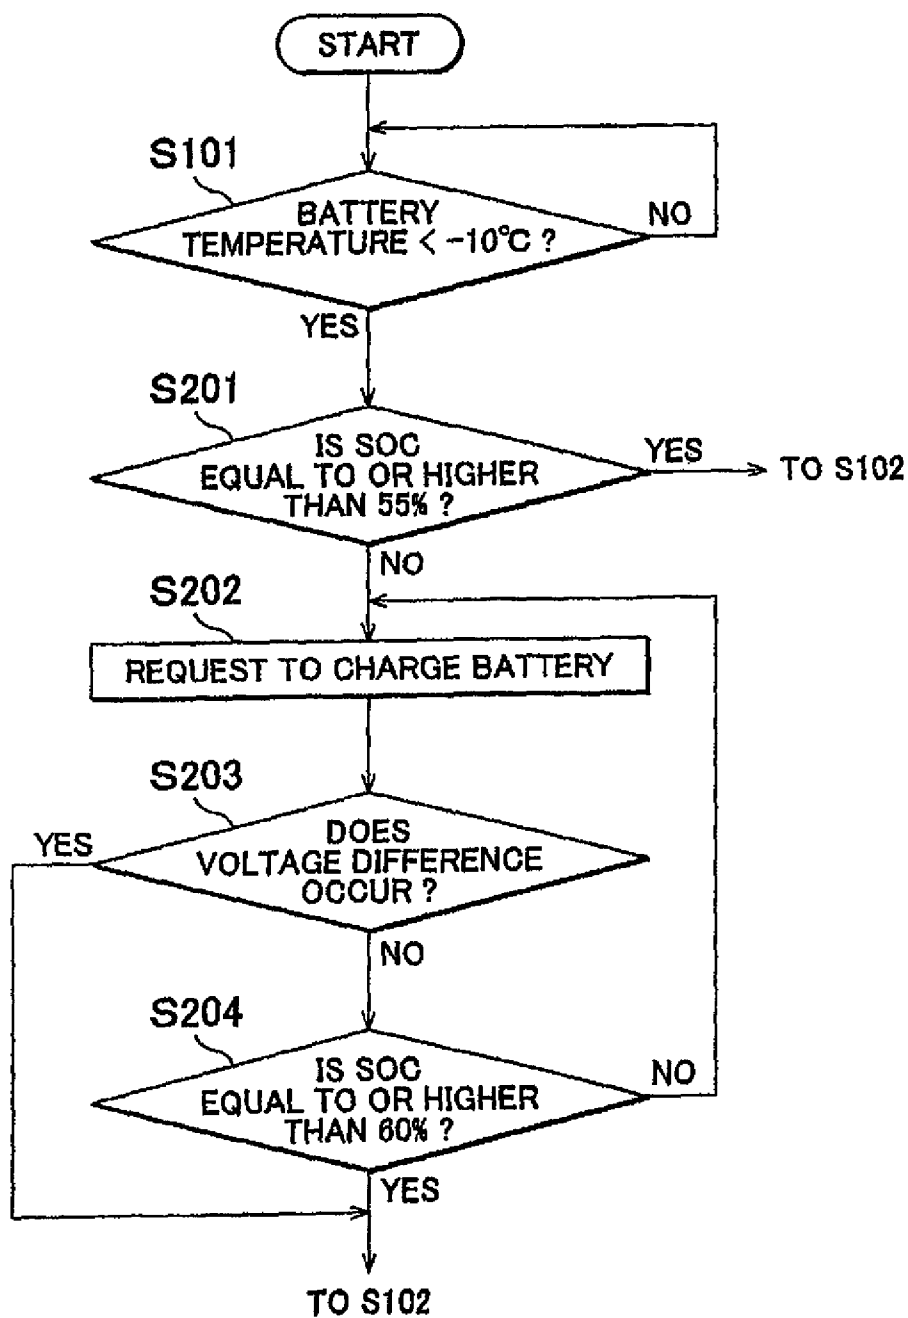 START
S101
BATTERY
TEMPERATURE < -10°C ?
NO
YES
S201
IS SOC
EQUAL TO OR HIGHER
THAN 55% ?
YES
TO S102
NO
S202
REQUEST TO CHARGE BATTERY
S203
YES
DOES
VOLTAGE DIFFERENCE
OCCUR ?
NO
S204
IS SOC
EQUAL TO OR HIGHER
THAN 60% ?
NO
YES
TO S102